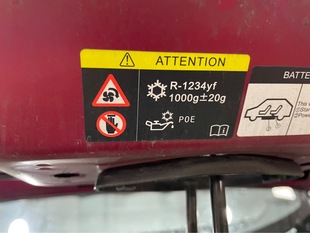 ATTENTION
R-1234yf
1000g±20g
POE
BATTE